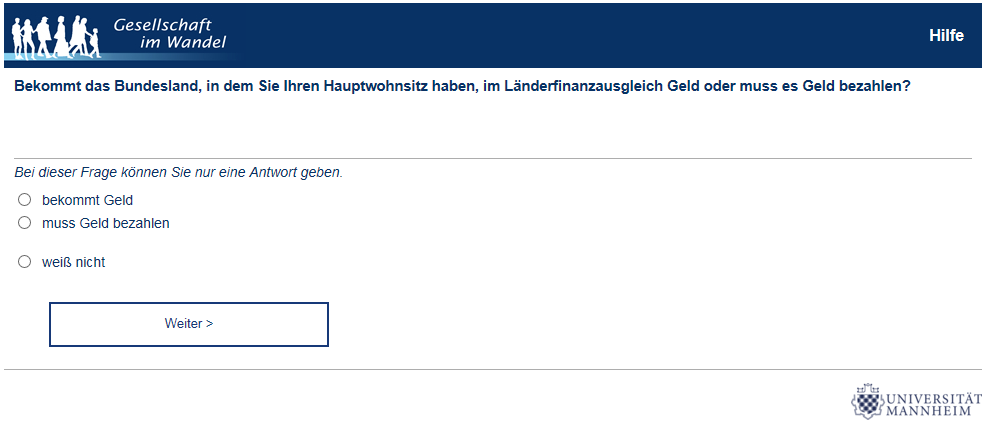 Gesellschaft
im Wandel
Hilfe
Bekommt das Bundesland, in dem Sie Ihren Hauptwohnsitz haben, im Länderfinanzausgleich Geld oder muss es Geld bezahlen?
Bei dieser Frage können Sie nur eine Antwort geben.
bekommt Geld
muss Geld bezahlen
weiß nicht
Weiter >
UNIVERSITÄT
MANNHEIM